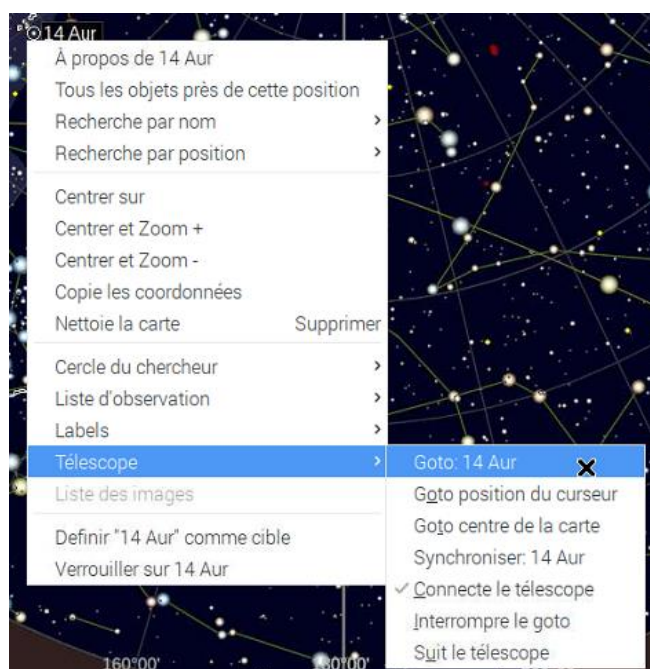 14 Aur
À propos de 14 Aur
Tous les objets près de cette position
Recherche par nom
Recherche par position
Centrer sur
Centrer et Zoom +
Centrer et Zoom -
Copie les coordonnées
Nettoie la carte Supprimer
Cercle du chercheur
Liste d'observation
Labels
Télescope
Liste des images
Definir "14 Aur" comme cible
Verrouiller sur 14 Aur
Goto: 14 Aur
Goto position du curseur
Goto centre de la carte
Synchroniser: 14 Aur
Connecte le télescope
Interrompre le goto
Suit le télescope
160°00'